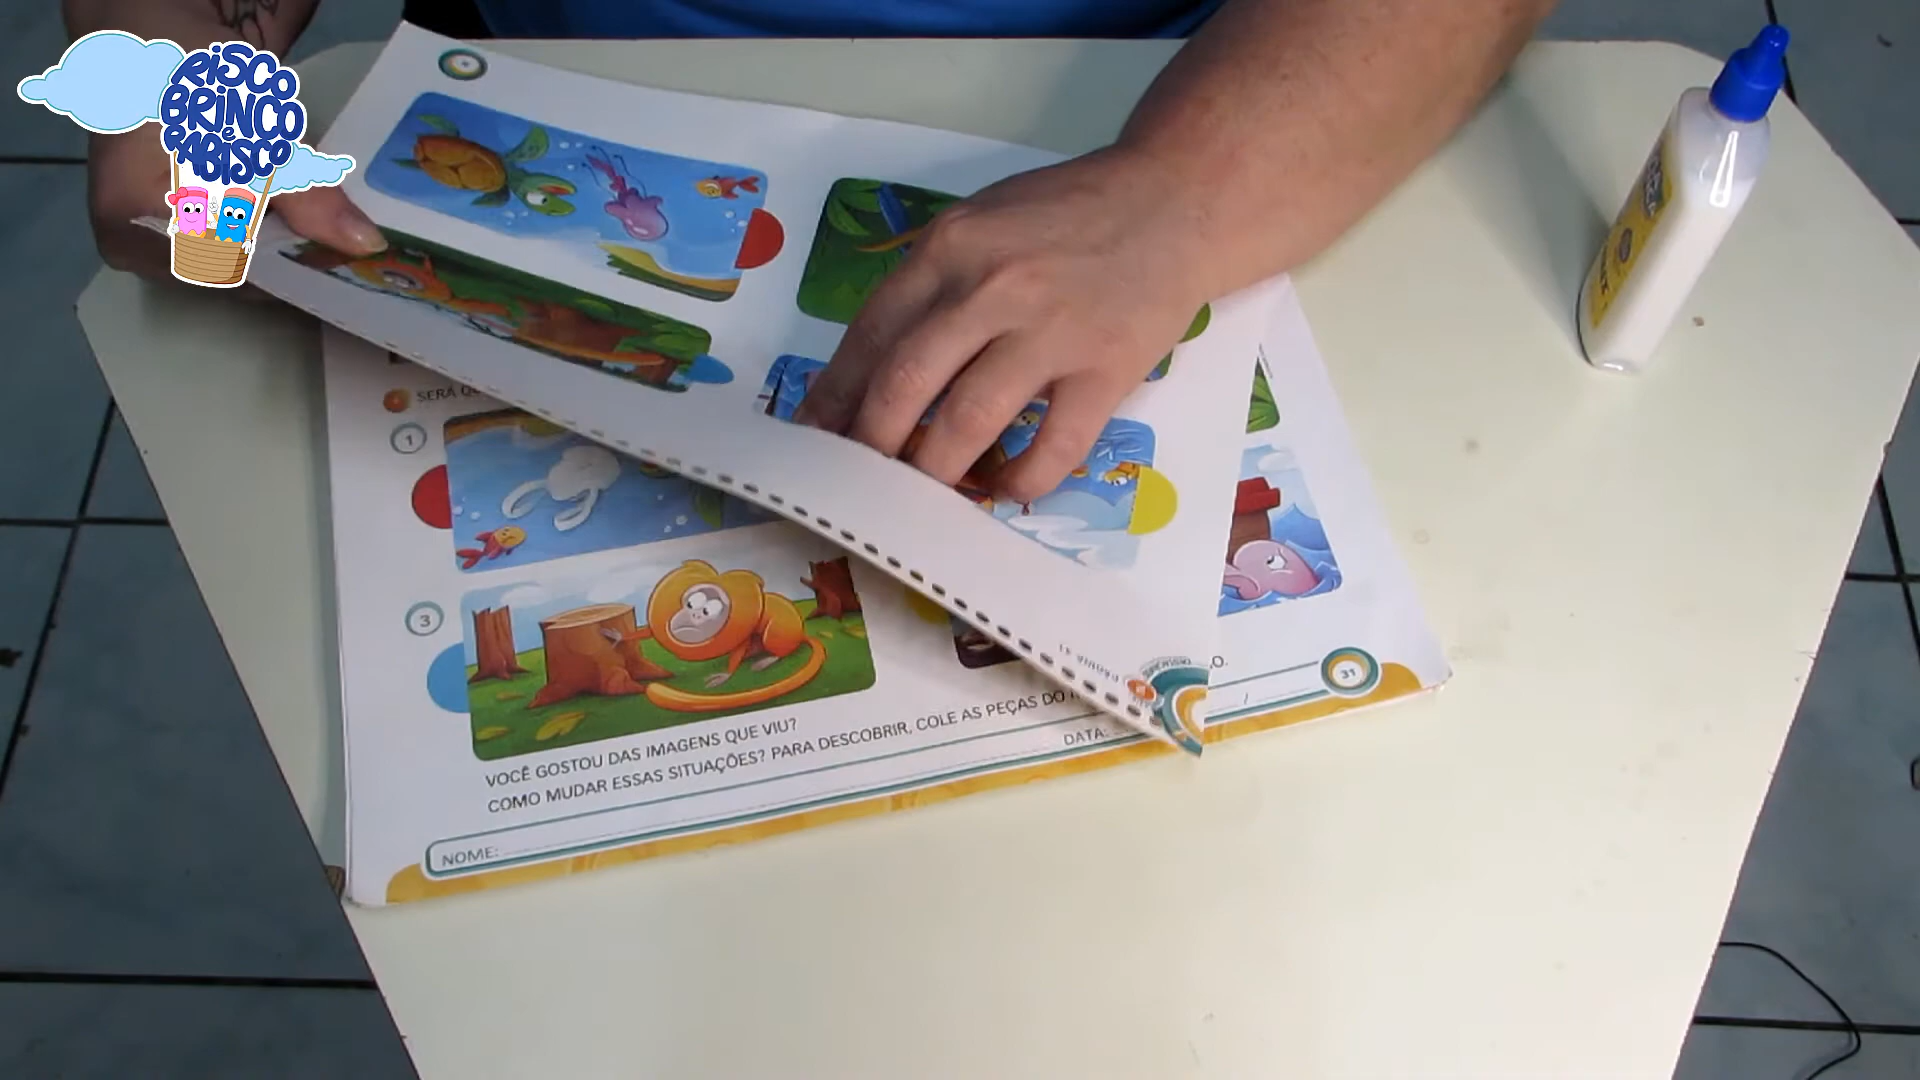 RISCO
BRINCO
e
RABISCO
SERÁ
1
3
VOCÊ GOSTOU DAS IMAGENS QUE VIU?
COMO MUDAR ESSAS SITUAÇÕES? PARA DESCOBRIR, COLE AS PEÇAS DO
DATA:
NOME:
31